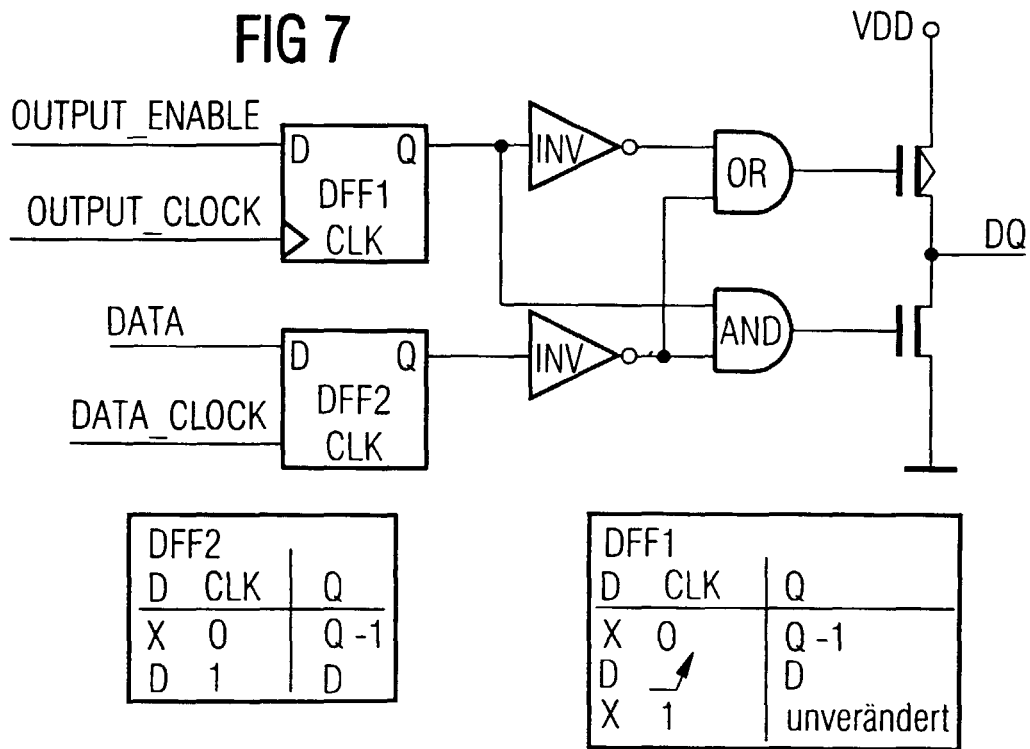 FIG 7
VDD
OUTPUT_ENABLE
D Q
INV
OR
DFF1
OUTPUT_CLOCK
CLK
DQ
DATA
D Q
INV
AND
DFF2
DATA_CLOCK
CLK
DFF2
D CLK Q
X 0 Q-1
D 1 D
DFF1
D CLK Q
X 0 Q-1
D D
X 1 unverändert